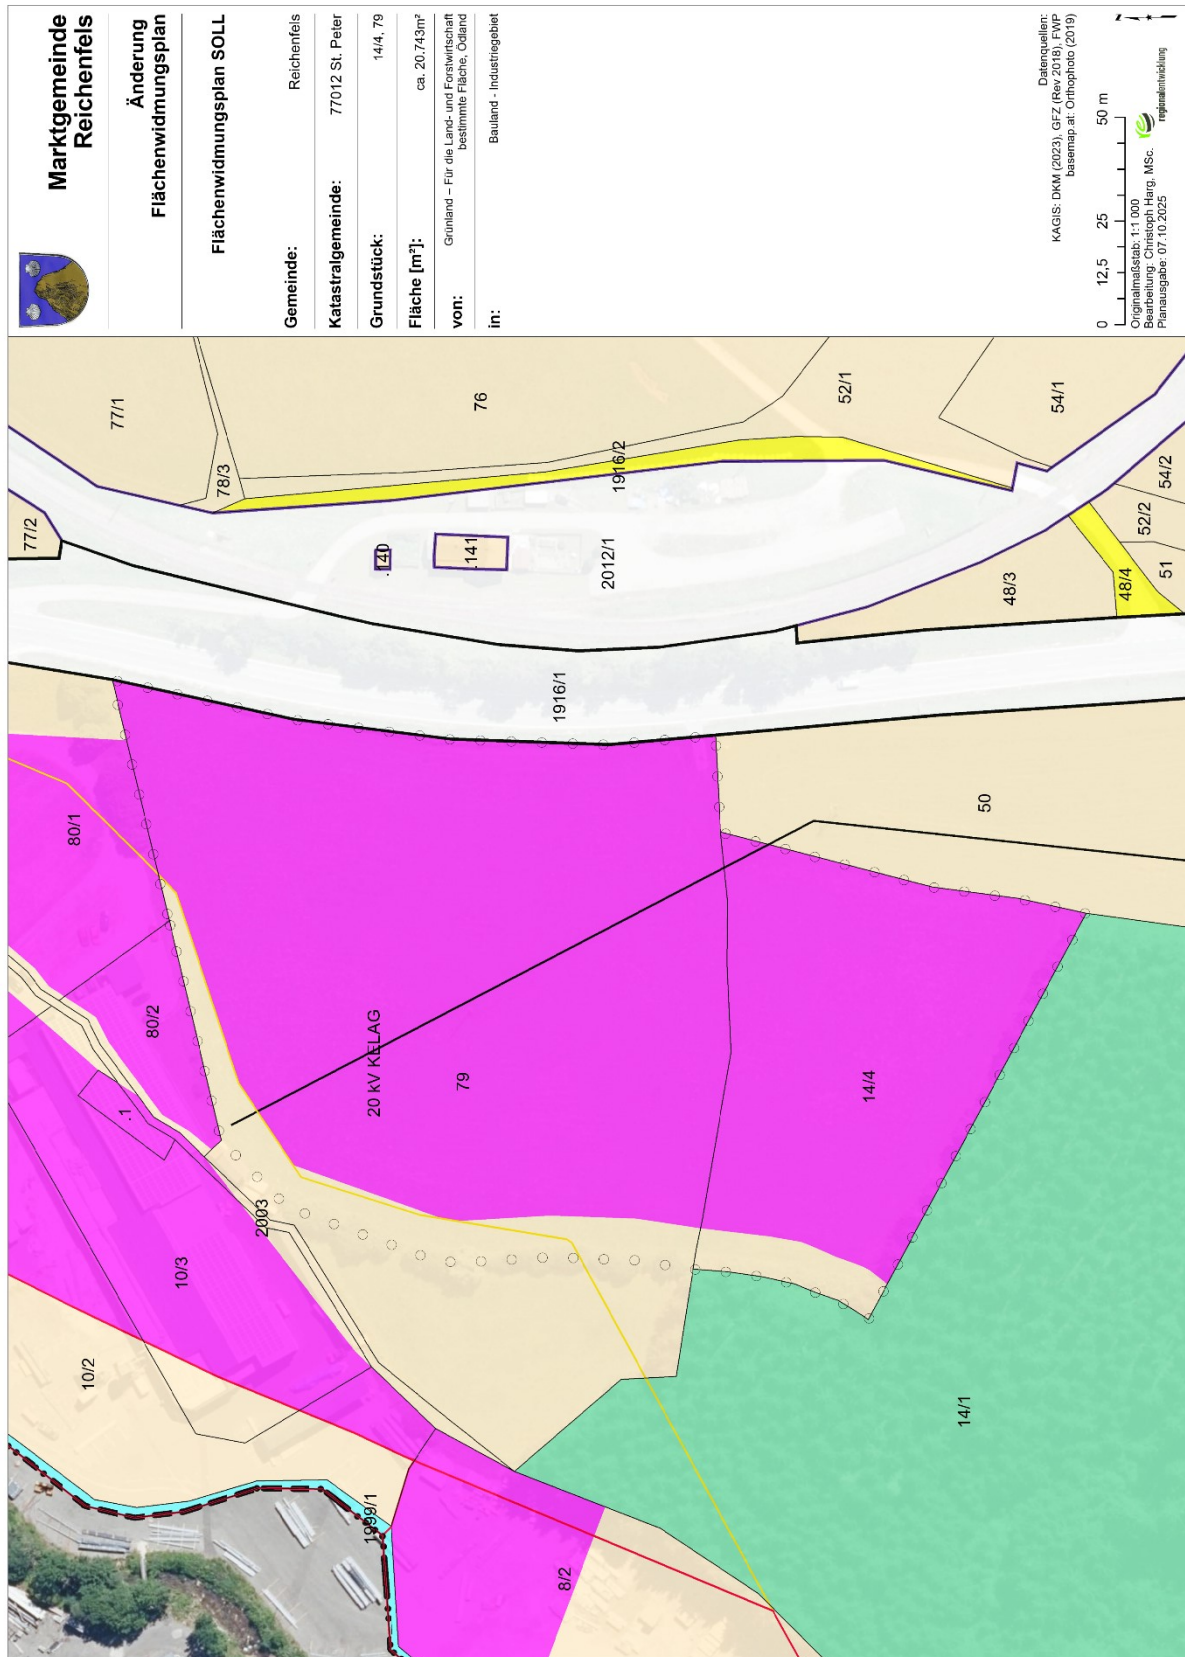 Marktgemeinde
Reichenfels
Änderung
Flächenwidmungsplan
Flächenwidmungsplan SOLL
Gemeinde: Reichenfels
Katastralgemeinde: 77012 St. Peter
Grundstück: 14/4, 79
Fläche [m²]: ca. 20.743m²
von: Grünland – Für die Land- und Forstwirtschaft
bestimmte Fläche, Ödland
in: Bauland - Industriegebiet
Datenquellen:
KAGIS: DKM (2023), GFZ (Rev 2018), FWP
basemap.at: Orthophoto (2019)
0 12,5 25 50 m
Originalmaßstab: 1:1 000
Bearbeitung: Christoph Harg, MSc.
Planausgabe: 07.10.2025
re
regionalentwicklung
77/1
76
52/1
54/1
78/3
1916/2
77/2
.140
.141
2012/1
48/3
48/4
51
52/2
54/2
1916/1
80/1
50
80/2
20 kV KELAG
79
14/4
.1
2003
10/3
10/2
14/1
1999/1
8/2